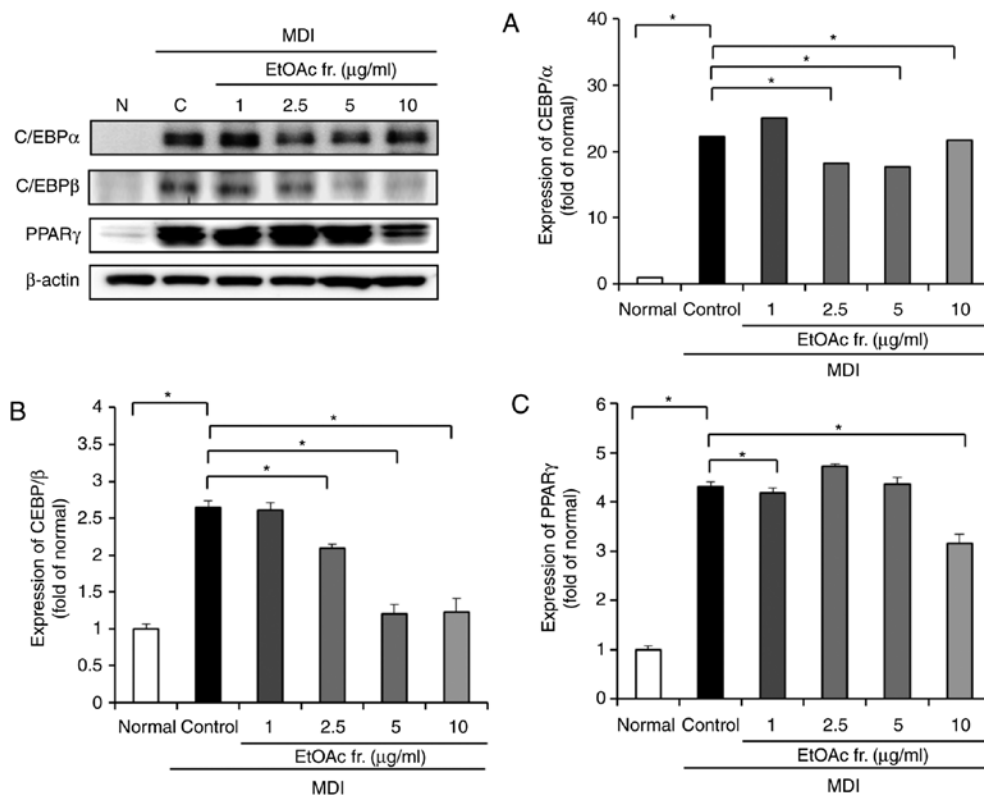 MDI
EtOAc fr. (µg/ml)
N C 1 2.5 5 10
C/EBPα
C/EBPβ
PPARγ
β-actin
A
Expression of CEBP/α
(fold of normal)
40
30
20
10
0
* * * *
Normal Control 1 2.5 5 10
EtOAc fr. (µg/ml)
MDI
B
Expression of CEBP/β
(fold of normal)
4
3.5
3
2.5
2
1.5
1
0.5
0
* * * *
Normal Control 1 2.5 5 10
EtOAc fr. (µg/ml)
MDI
C
Expression of PPARγ
(fold of normal)
6
5
4
3
2
1
0
* * *
Normal Control 1 2.5 5 10
EtOAc fr. (µg/ml)
MDI